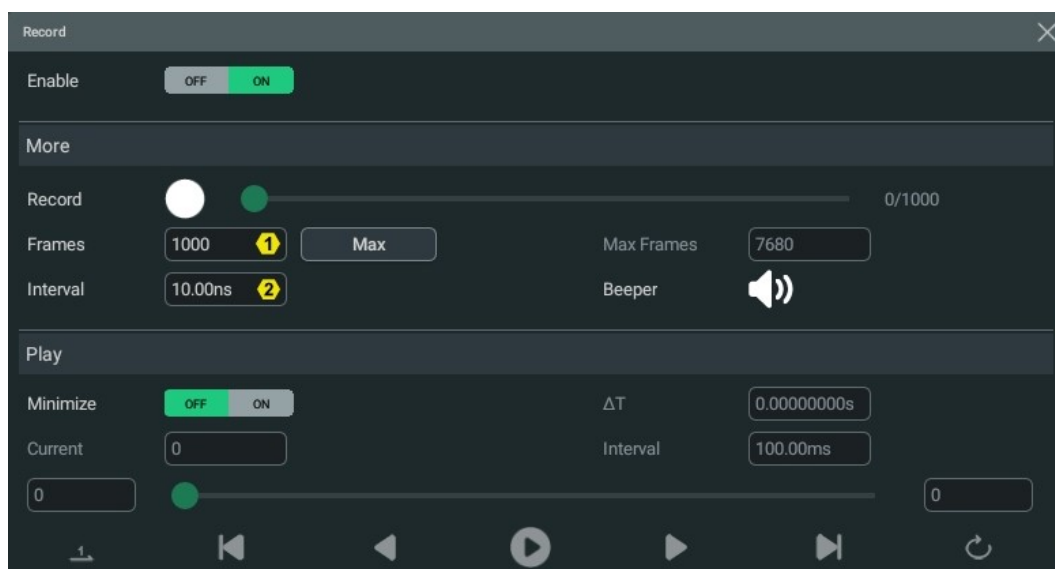 Record
Enable OFF ON
More
Record 0/1000
Frames 1000 1 Max Max Frames 7680
Interval 10.00ns 2 Beeper
Play
Minimize OFF ON ΔT 0.00000000s
Current 0 Interval 100.00ms
0 0
1